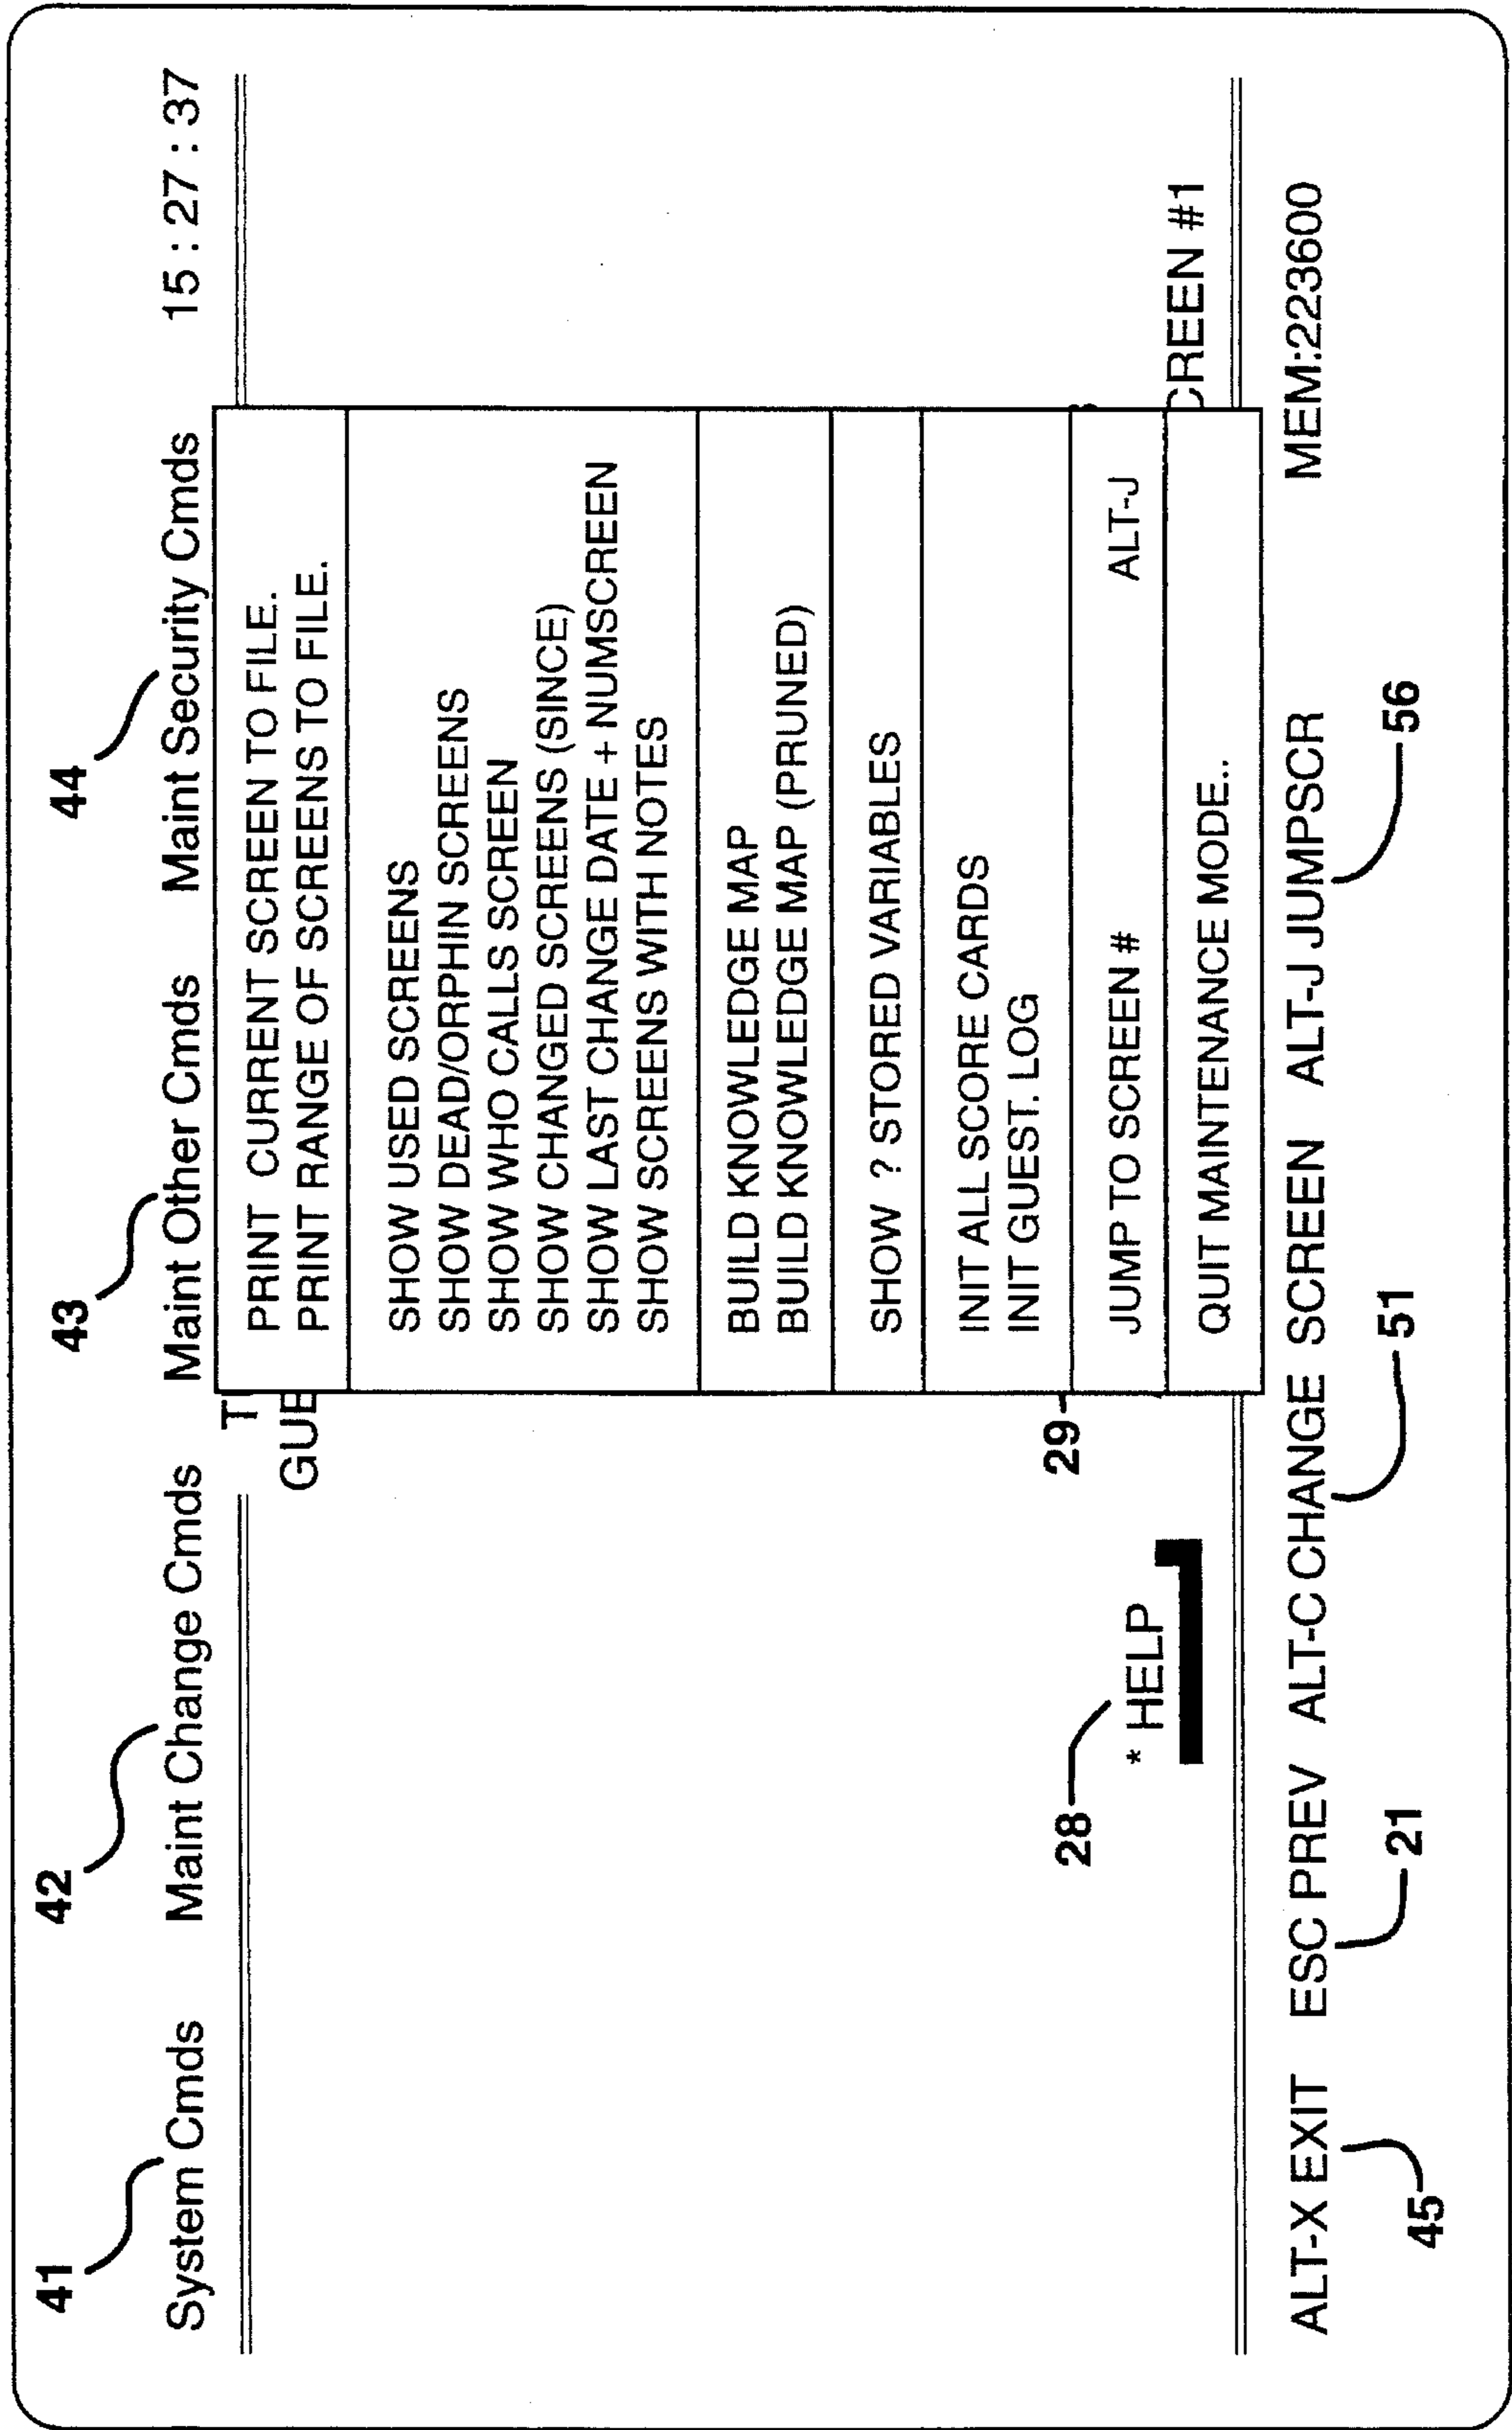 41 42 43 44
System Cmds Maint Change Cmds Maint Other Cmds Maint Security Cmds 15 : 27 : 37
T
GUE
PRINT CURRENT SCREEN TO FILE.
PRINT RANGE OF SCREENS TO FILE.
SHOW USED SCREENS
SHOW DEAD/ORPHIN SCREENS
SHOW WHO CALLS SCREEN
SHOW CHANGED SCREENS (SINCE)
SHOW LAST CHANGE DATE + NUMSCREEN
SHOW SCREENS WITH NOTES
BUILD KNOWLEDGE MAP
BUILD KNOWLEDGE MAP (PRUNED)
SHOW ? STORED VARIABLES
INIT ALL SCORE CARDS
INIT GUEST. LOG
28 29
* HELP JUMP TO SCREEN # ALT-J
CREEN #1
QUIT MAINTENANCE MODE..
ALT-X EXIT ESC PREV ALT-C CHANGE SCREEN ALT-J JUMPSCR MEM:223600
45 21 51 56